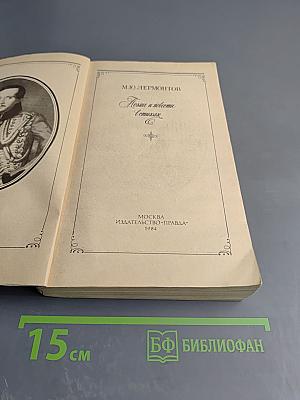 М.Ю.ЛЕРМОНТОВ
Поэмы и повести
в стихах
МОСКВА
ИЗДАТЕЛЬСТВО «ПРАВДА»
1984
15 см
БФ БИБЛИОФАН